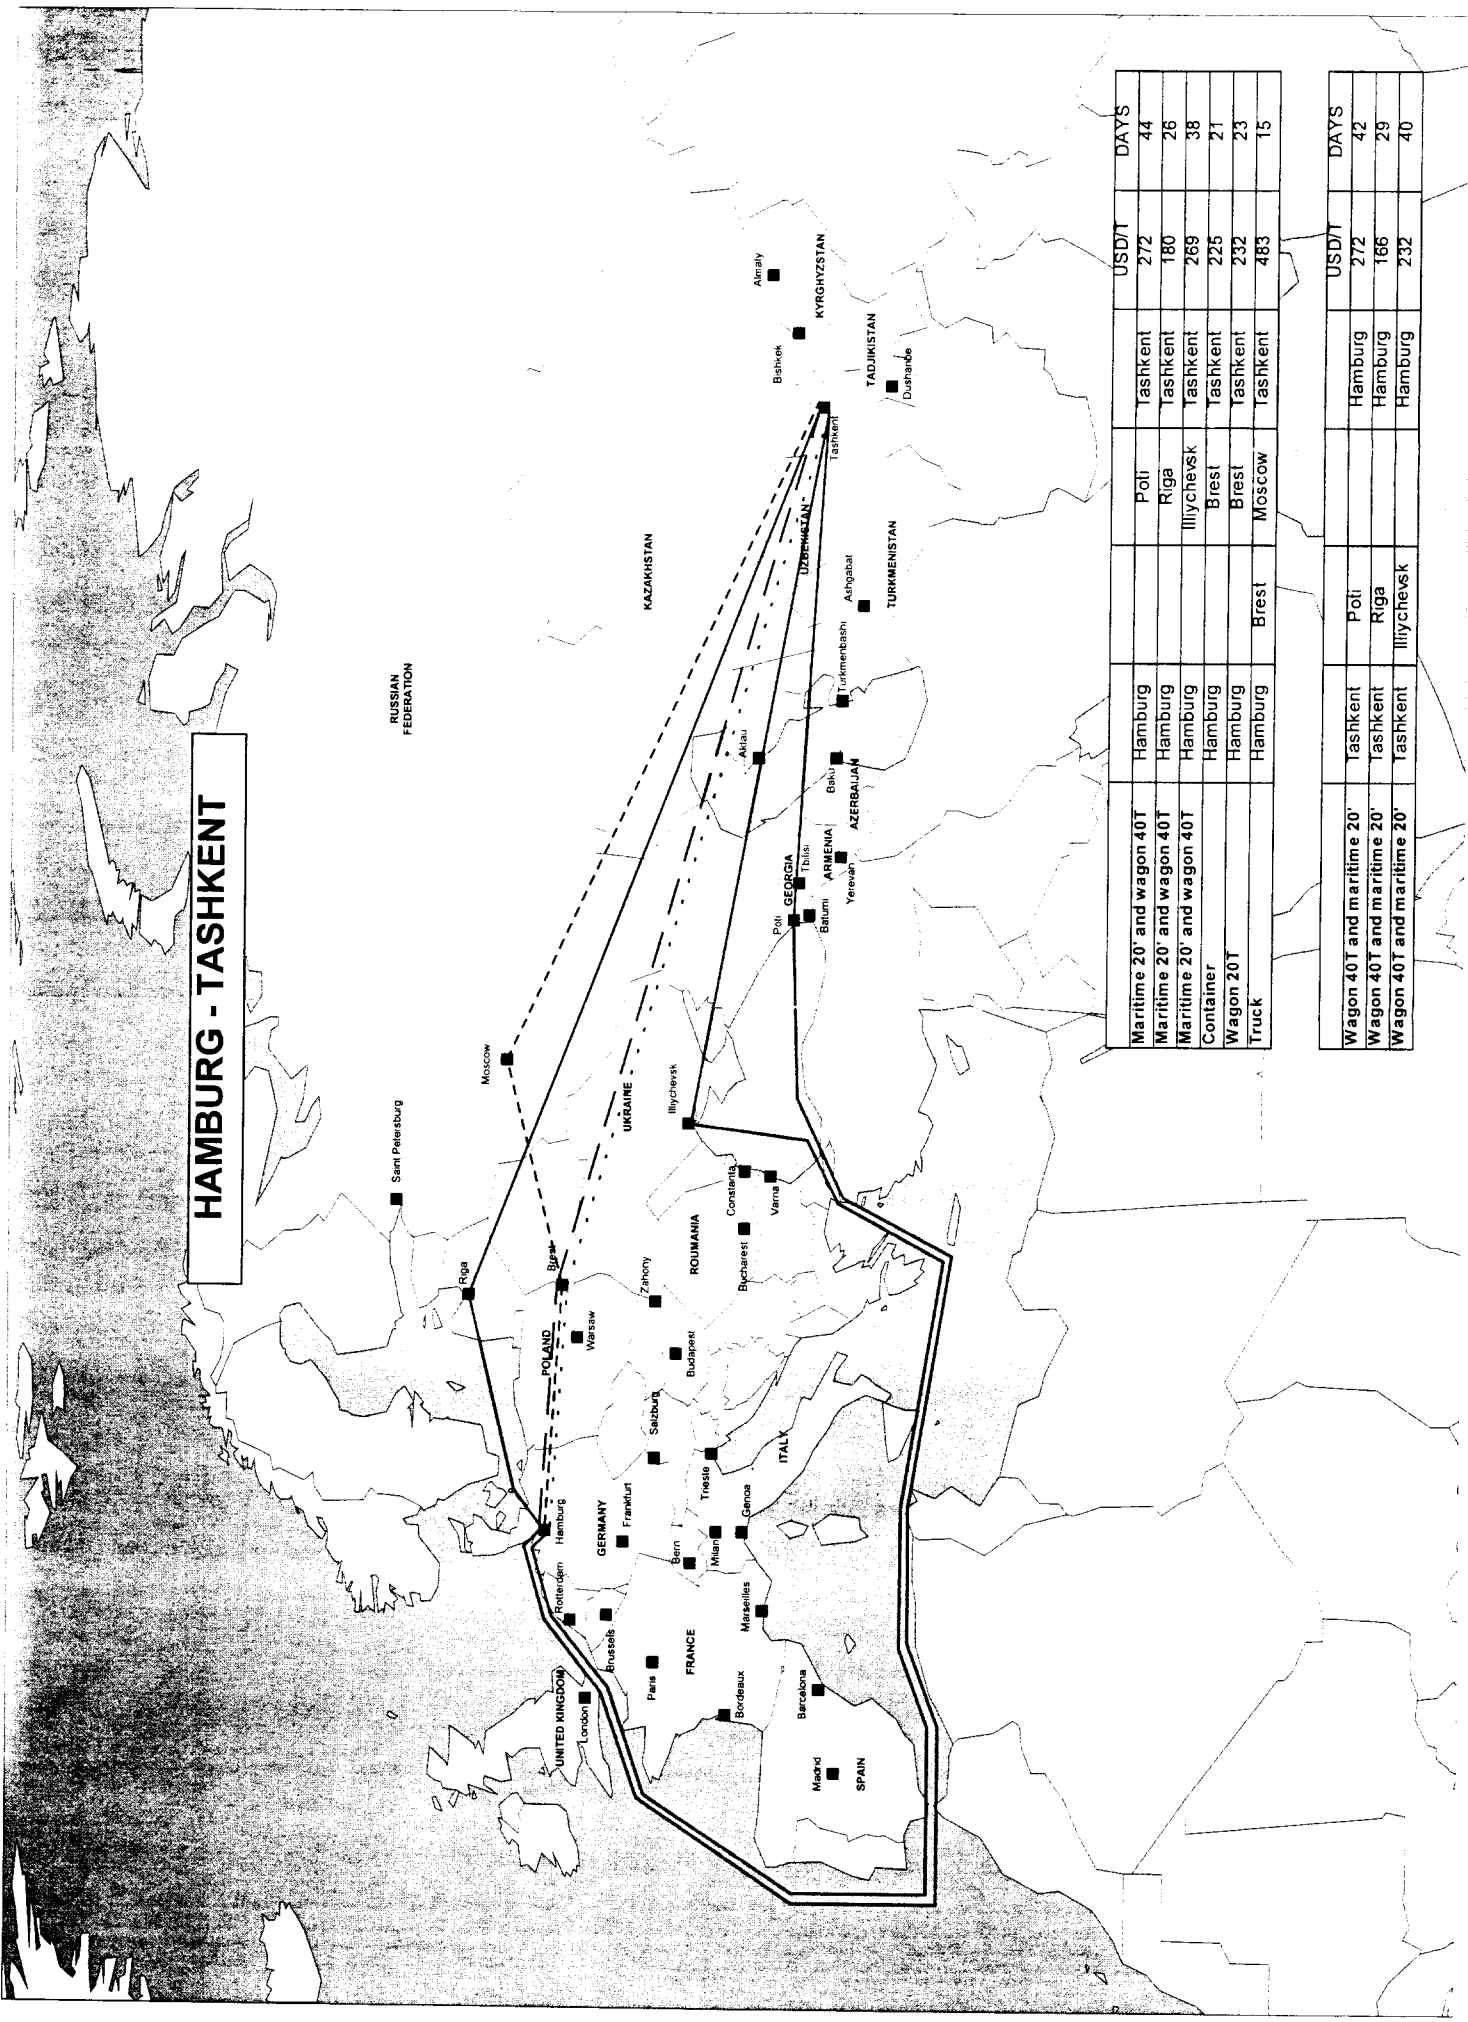 HAMBURG - TASHKENT
RUSSIAN
FEDERATION
Saint Petersburg
Riga
Moscow
Brest
POLAND
Warsaw
Hamburg
GERMANY
Frankfurt
Rotterdam
Brussels
UNITED KINGDOM
London
Paris
FRANCE
Bern
Salzburg
Zahony
Budapest
UKRAINE
Illiychevsk
KAZAKHSTAN
Almaty
KYRGHYZSTAN
Bishkek
Tashkent
TADJIKISTAN
Dushanbe
UZBEKISTAN
TURKMENISTAN
Ashgabat
Turkmenbashi
Aktau
Baku
AZERBAIJAN
ARMENIA
Yerevan
GEORGIA
Tbilisi
Poti
Batumi
ROUMANIA
Constanta
Varna
Bucharest
Trieste
ITALY
Milan
Genoa
Marseilles
Bordeaux
Barcelona
Madrid
SPAIN
USD/T DAYS
Maritime 20' and wagon 40T Hamburg Poti Tashkent 272 44
Maritime 20' and wagon 40T Hamburg Riga Tashkent 180 26
Maritime 20' and wagon 40T Hamburg Illiychevsk Tashkent 269 38
Container Hamburg Brest Tashkent 225 21
Wagon 20T Hamburg Brest Tashkent 232 23
Truck Hamburg Brest Moscow Tashkent 483 15
USD/T DAYS
Wagon 40T and maritime 20' Tashkent Poti Hamburg 272 42
Wagon 40T and maritime 20' Tashkent Riga Hamburg 166 29
Wagon 40T and maritime 20' Tashkent Illiychevsk Hamburg 232 40